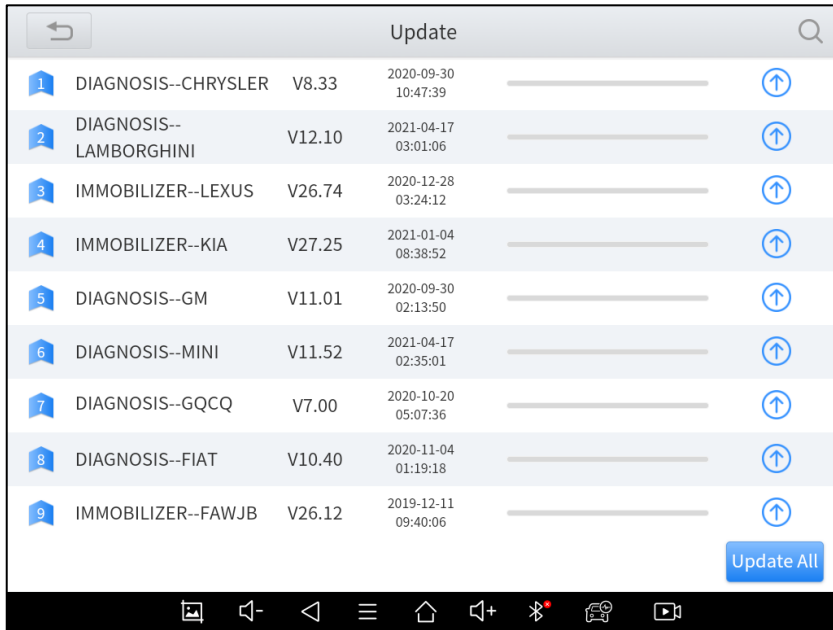 Update
1 DIAGNOSIS--CHRYSLER V8.33 2020-09-30
10:47:39
2 DIAGNOSIS--
LAMBORGHINI V12.10 2021-04-17
03:01:06
3 IMMOBILIZER--LEXUS V26.74 2020-12-28
03:24:12
4 IMMOBILIZER--KIA V27.25 2021-01-04
08:38:52
5 DIAGNOSIS--GM V11.01 2020-09-30
02:13:50
6 DIAGNOSIS--MINI V11.52 2021-04-17
02:35:01
7 DIAGNOSIS--GQCQ V7.00 2020-10-20
05:07:36
8 DIAGNOSIS--FIAT V10.40 2020-11-04
01:19:18
9 IMMOBILIZER--FAWJB V26.12 2019-12-11
09:40:06
Update All